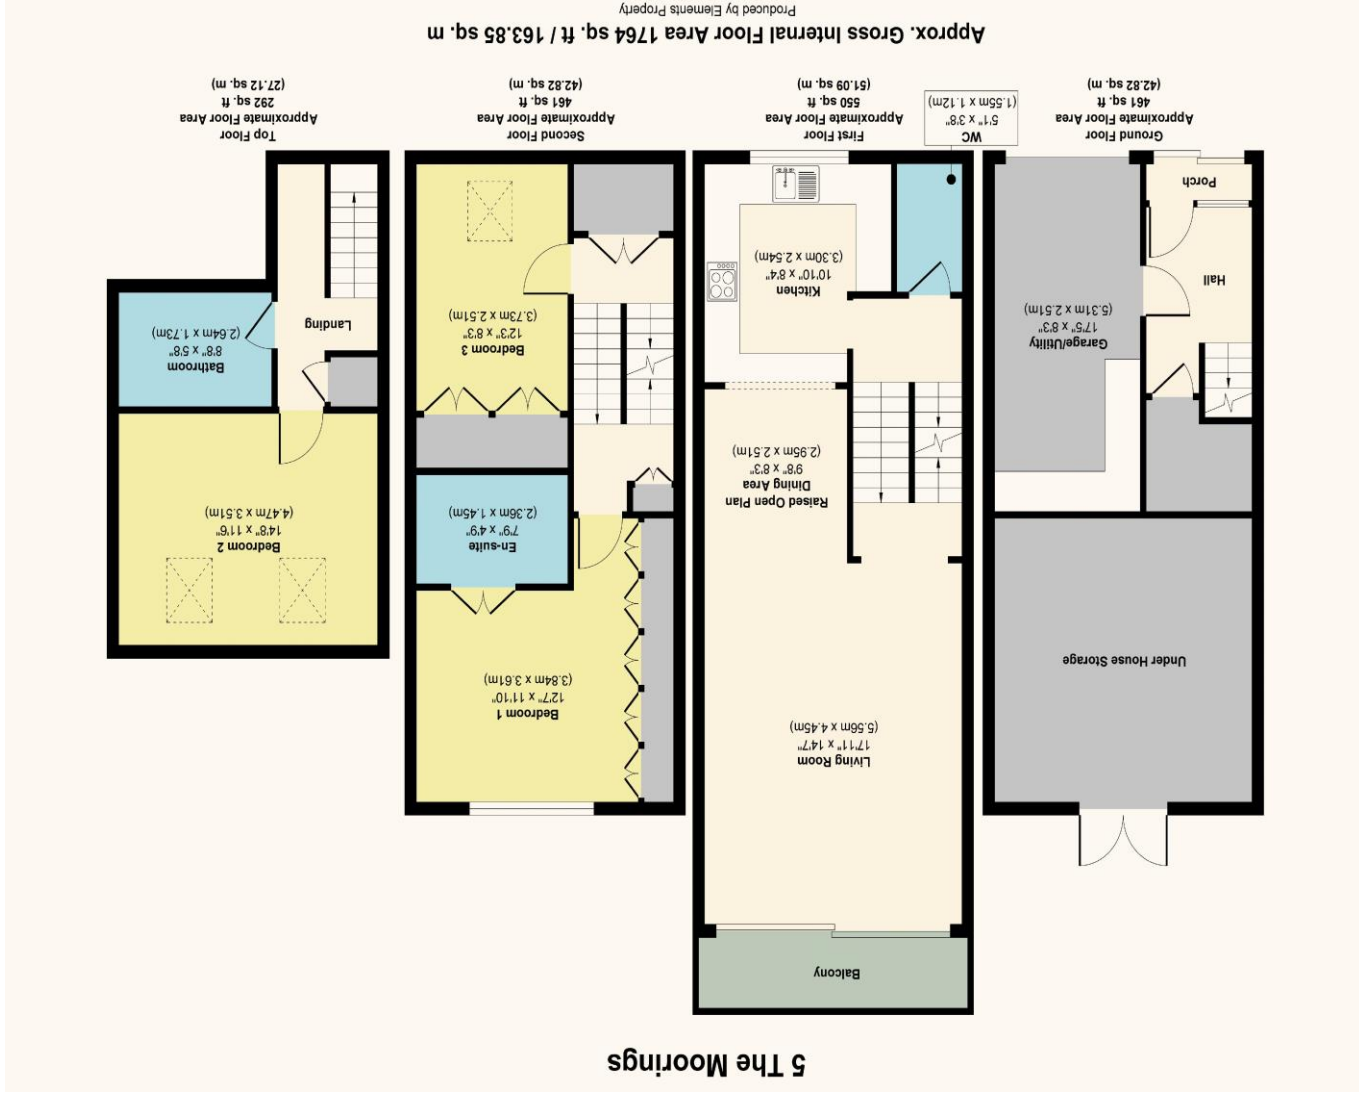 5 The Moorings
Under House Storage
Garage/Utility
17'5" x 8'3"
(5.31m x 2.51m)
Hall
Porch
Ground Floor
Approximate Floor Area
461 sq. ft
(42.82 sq. m)
Balcony
Living Room
17'11" x 14'7"
(5.56m x 4.45m)
Raised Open Plan
Dining Area
9'8" x 8'3"
(2.95m x 2.51m)
Kitchen
10'10" x 8'4"
(3.30m x 2.54m)
WC
5'1" x 3'8"
(1.55m x 1.12m)
First Floor
Approximate Floor Area
550 sq. ft
(51.09 sq. m)
Bedroom 1
12'7" x 11'10"
(3.84m x 3.61m)
En-suite
7'9" x 4'9"
(2.36m x 1.45m)
Bedroom 3
12'3" x 8'3"
(3.73m x 2.51m)
Second Floor
Approximate Floor Area
461 sq. ft
(42.82 sq. m)
Bedroom 2
14'8" x 11'6"
(4.47m x 3.51m)
Bathroom
8'8" x 5'8"
(2.64m x 1.73m)
Landing
Top Floor
Approximate Floor Area
292 sq. ft
(27.12 sq. m)
Approx. Gross Internal Floor Area 1764 sq. ft / 163.85 sq. m
Produced by Elements Property